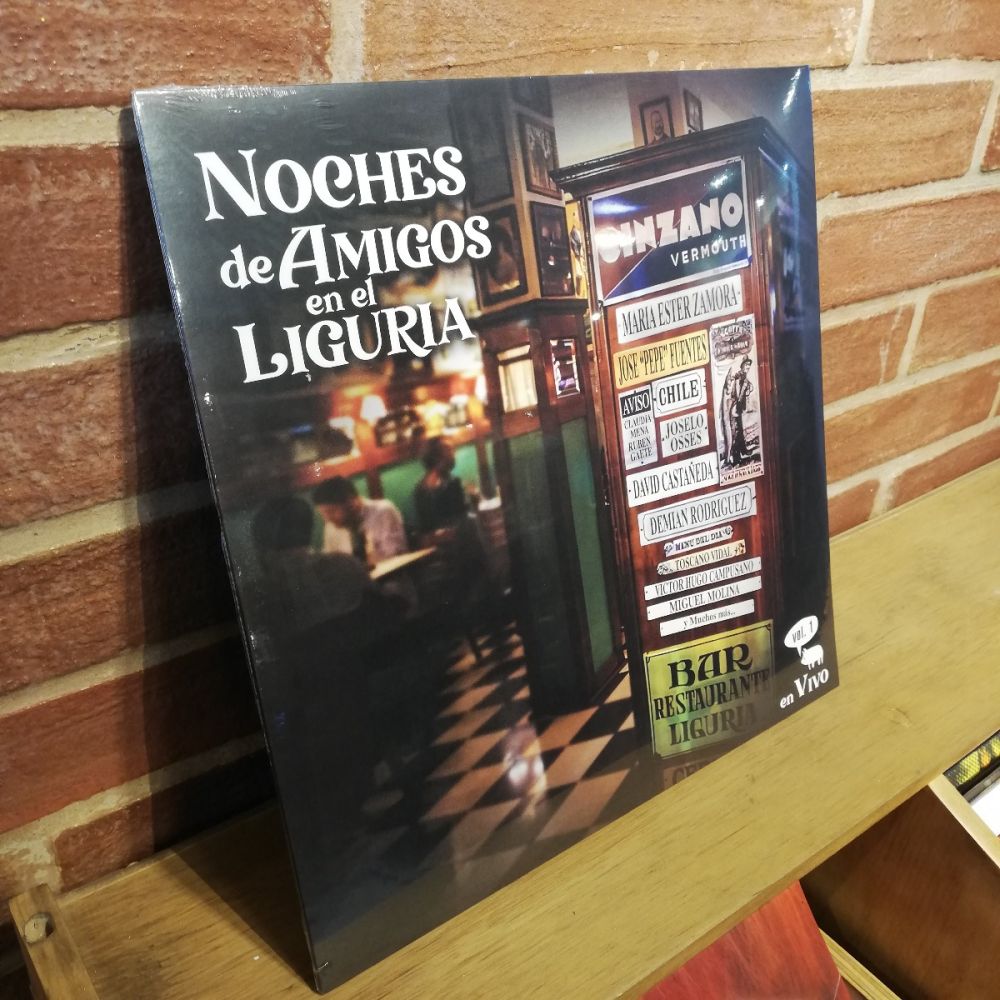 NOCHES
de AMIGOS
en el
LIGURIA
CINZANO
VERMOUTH
MARIA ESTER ZAMORA
JOSE "PEPE" FUENTES
AVISO
CLAUDIA
MENA
RUBEN
GAETE
CHILE
JOSELO
OSSES
DAVID CASTAÑEDA
DEMIAN RODRIGUEZ
MENU DEL DIA
TOSCANO VIDAL
VICTOR HUGO CAMPUSANO
MIGUEL MOLINA
y Muchos mas...
BAR
RESTAURANTE
LIGURIA
vol. 1
en VIVO